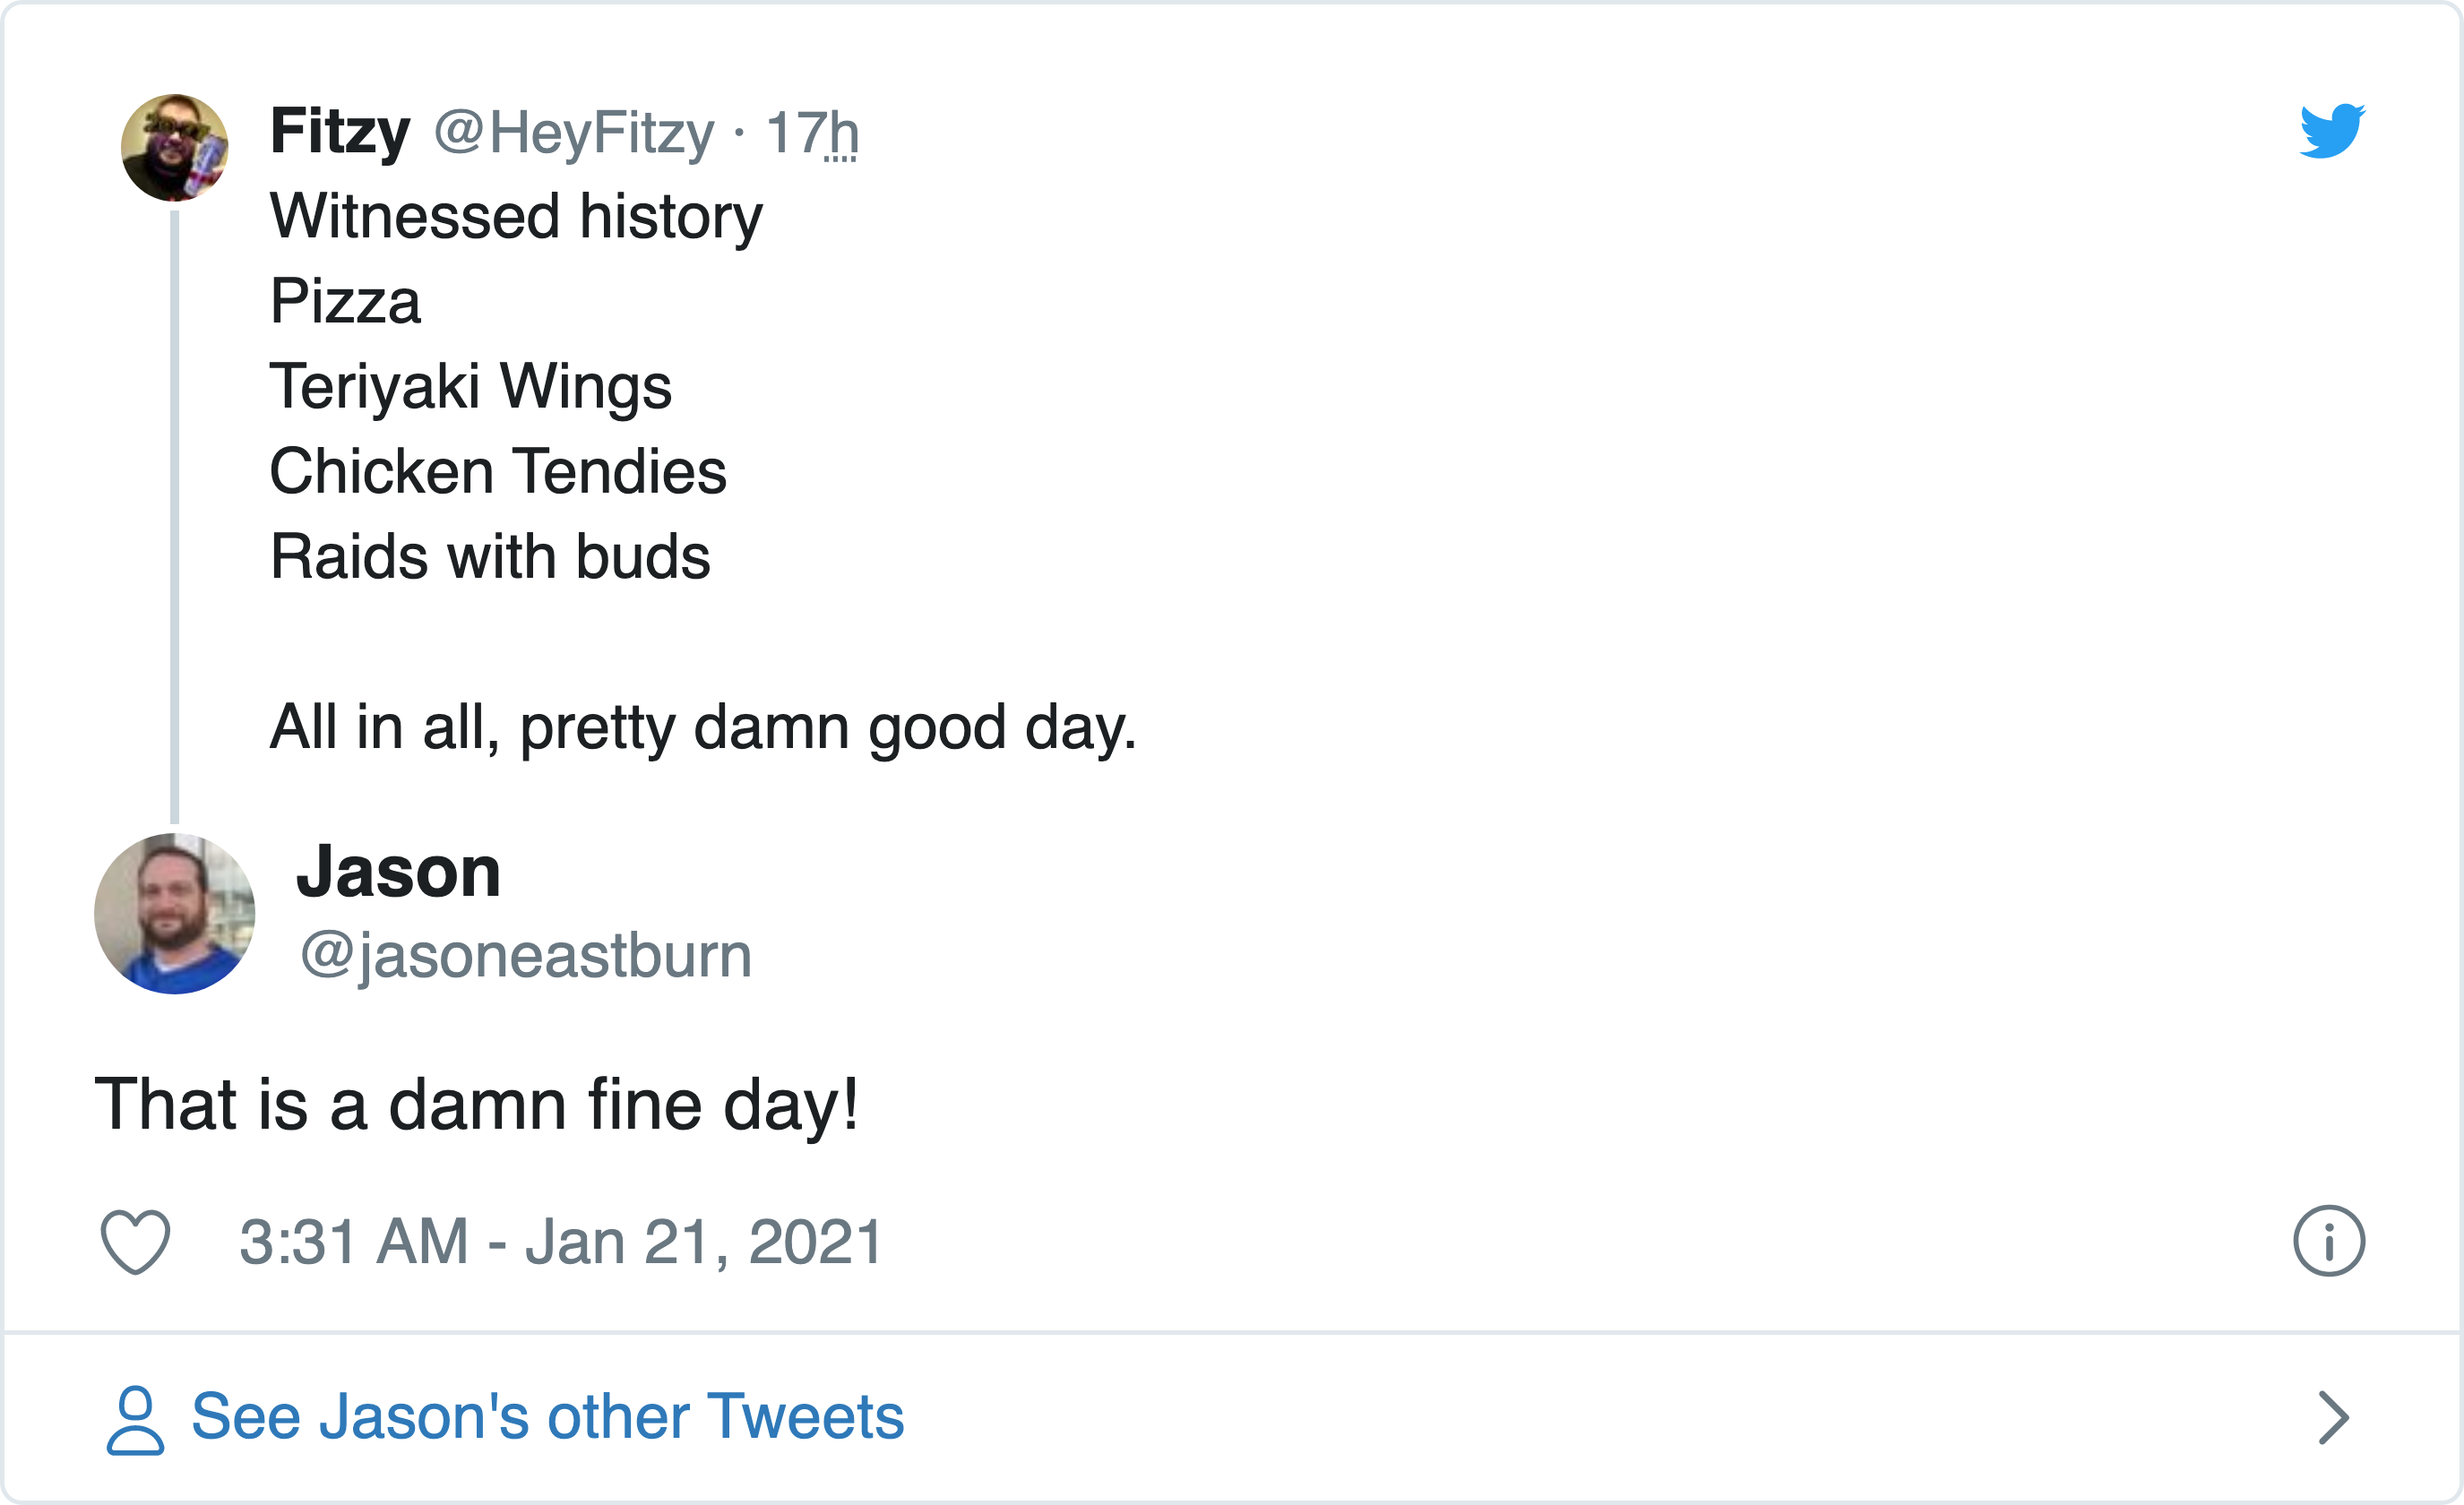 Fitzy @HeyFitzy · 17h
Witnessed history
Pizza
Teriyaki Wings
Chicken Tendies
Raids with buds
All in all, pretty damn good day.
Jason
@jasoneastburn
That is a damn fine day!
3:31 AM - Jan 21, 2021
See Jason's other Tweets